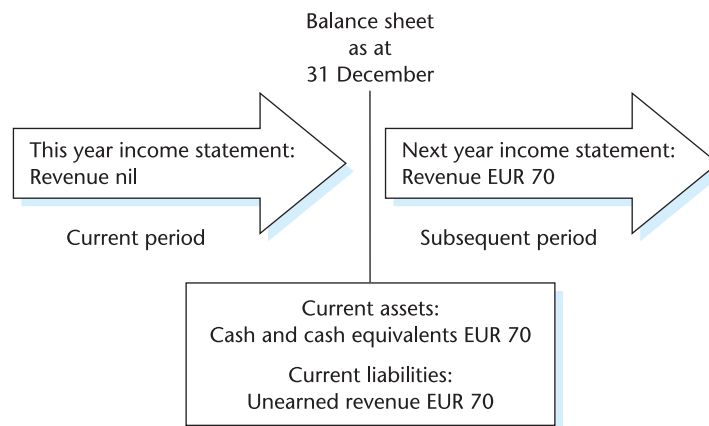 Balance sheet
as at
31 December
This year income statement:
Revenue nil
Next year income statement:
Revenue EUR 70
Current period
Subsequent period
Current assets:
Cash and cash equivalents EUR 70
Current liabilities:
Unearned revenue EUR 70